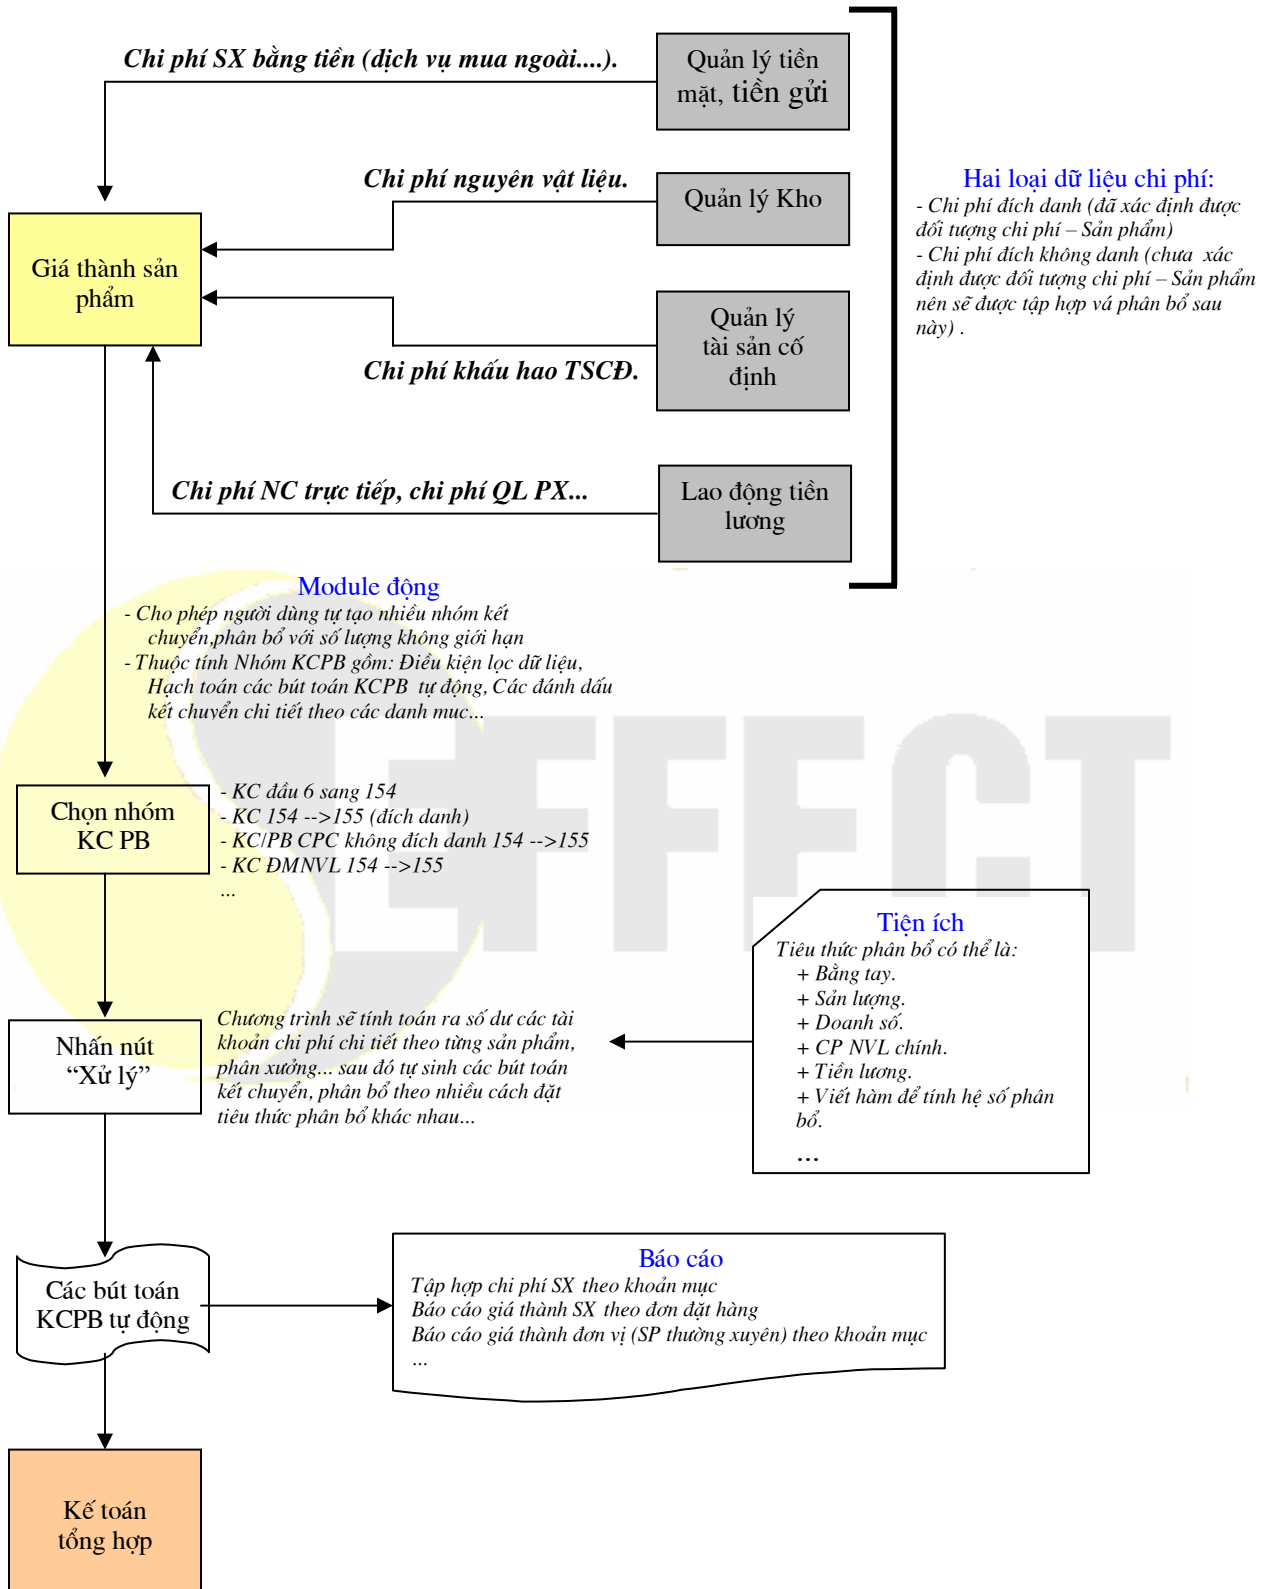 Chi phí SX bằng tiền (dịch vụ mua ngoài....).
Quản lý tiền
mặt, tiền gửi
Chi phí nguyên vật liệu.
Quản lý Kho
Hai loại dữ liệu chi phí:
- Chi phí đích danh (đã xác định được
đối tượng chi phí – Sản phẩm)
- Chi phí đích không danh (chưa xác
định được đối tượng chi phí – Sản phẩm
nên sẽ được tập hợp vá phân bổ sau
này) .
Giá thành sản
phẩm
Quản lý
tài sản cố
định
Chi phí khấu hao TSCĐ.
Chi phí NC trực tiếp, chi phí QL PX...
Lao động tiền
lương
Module động
- Cho phép người dùng tự tạo nhiều nhóm kết
chuyển,phân bổ với số lượng không giới hạn
- Thuộc tính Nhóm KCPB gồm: Điều kiện lọc dữ liệu,
Hạch toán các bút toán KCPB tự động, Các đánh dấu
kết chuyển chi tiết theo các danh mục...
EFFECT
Chọn nhóm
KC PB
- KC đầu 6 sang 154
- KC 154 -->155 (đích danh)
- KC/PB CPC không đích danh 154 -->155
- KC ĐMNVL 154 -->155
...
Tiện ích
Tiêu thức phân bổ có thể là:
+ Bằng tay.
+ Sản lượng.
+ Doanh số.
+ CP NVL chính.
+ Tiền lương.
+ Viết hàm để tính hệ số phân
bổ.
...
Nhấn nút
“Xử lý”
Chương trình sẽ tính toán ra số dư các tài
khoản chi phí chi tiết theo từng sản phẩm,
phân xưởng... sau đó tự sinh các bút toán
kết chuyển, phân bổ theo nhiều cách đặt
tiêu thức phân bổ khác nhau...
Các bút toán
KCPB tự động
Báo cáo
Tập hợp chi phí SX theo khoản mục
Báo cáo giá thành SX theo đơn đặt hàng
Báo cáo giá thành đơn vị (SP thường xuyên) theo khoản mục
...
Kế toán
tổng hợp